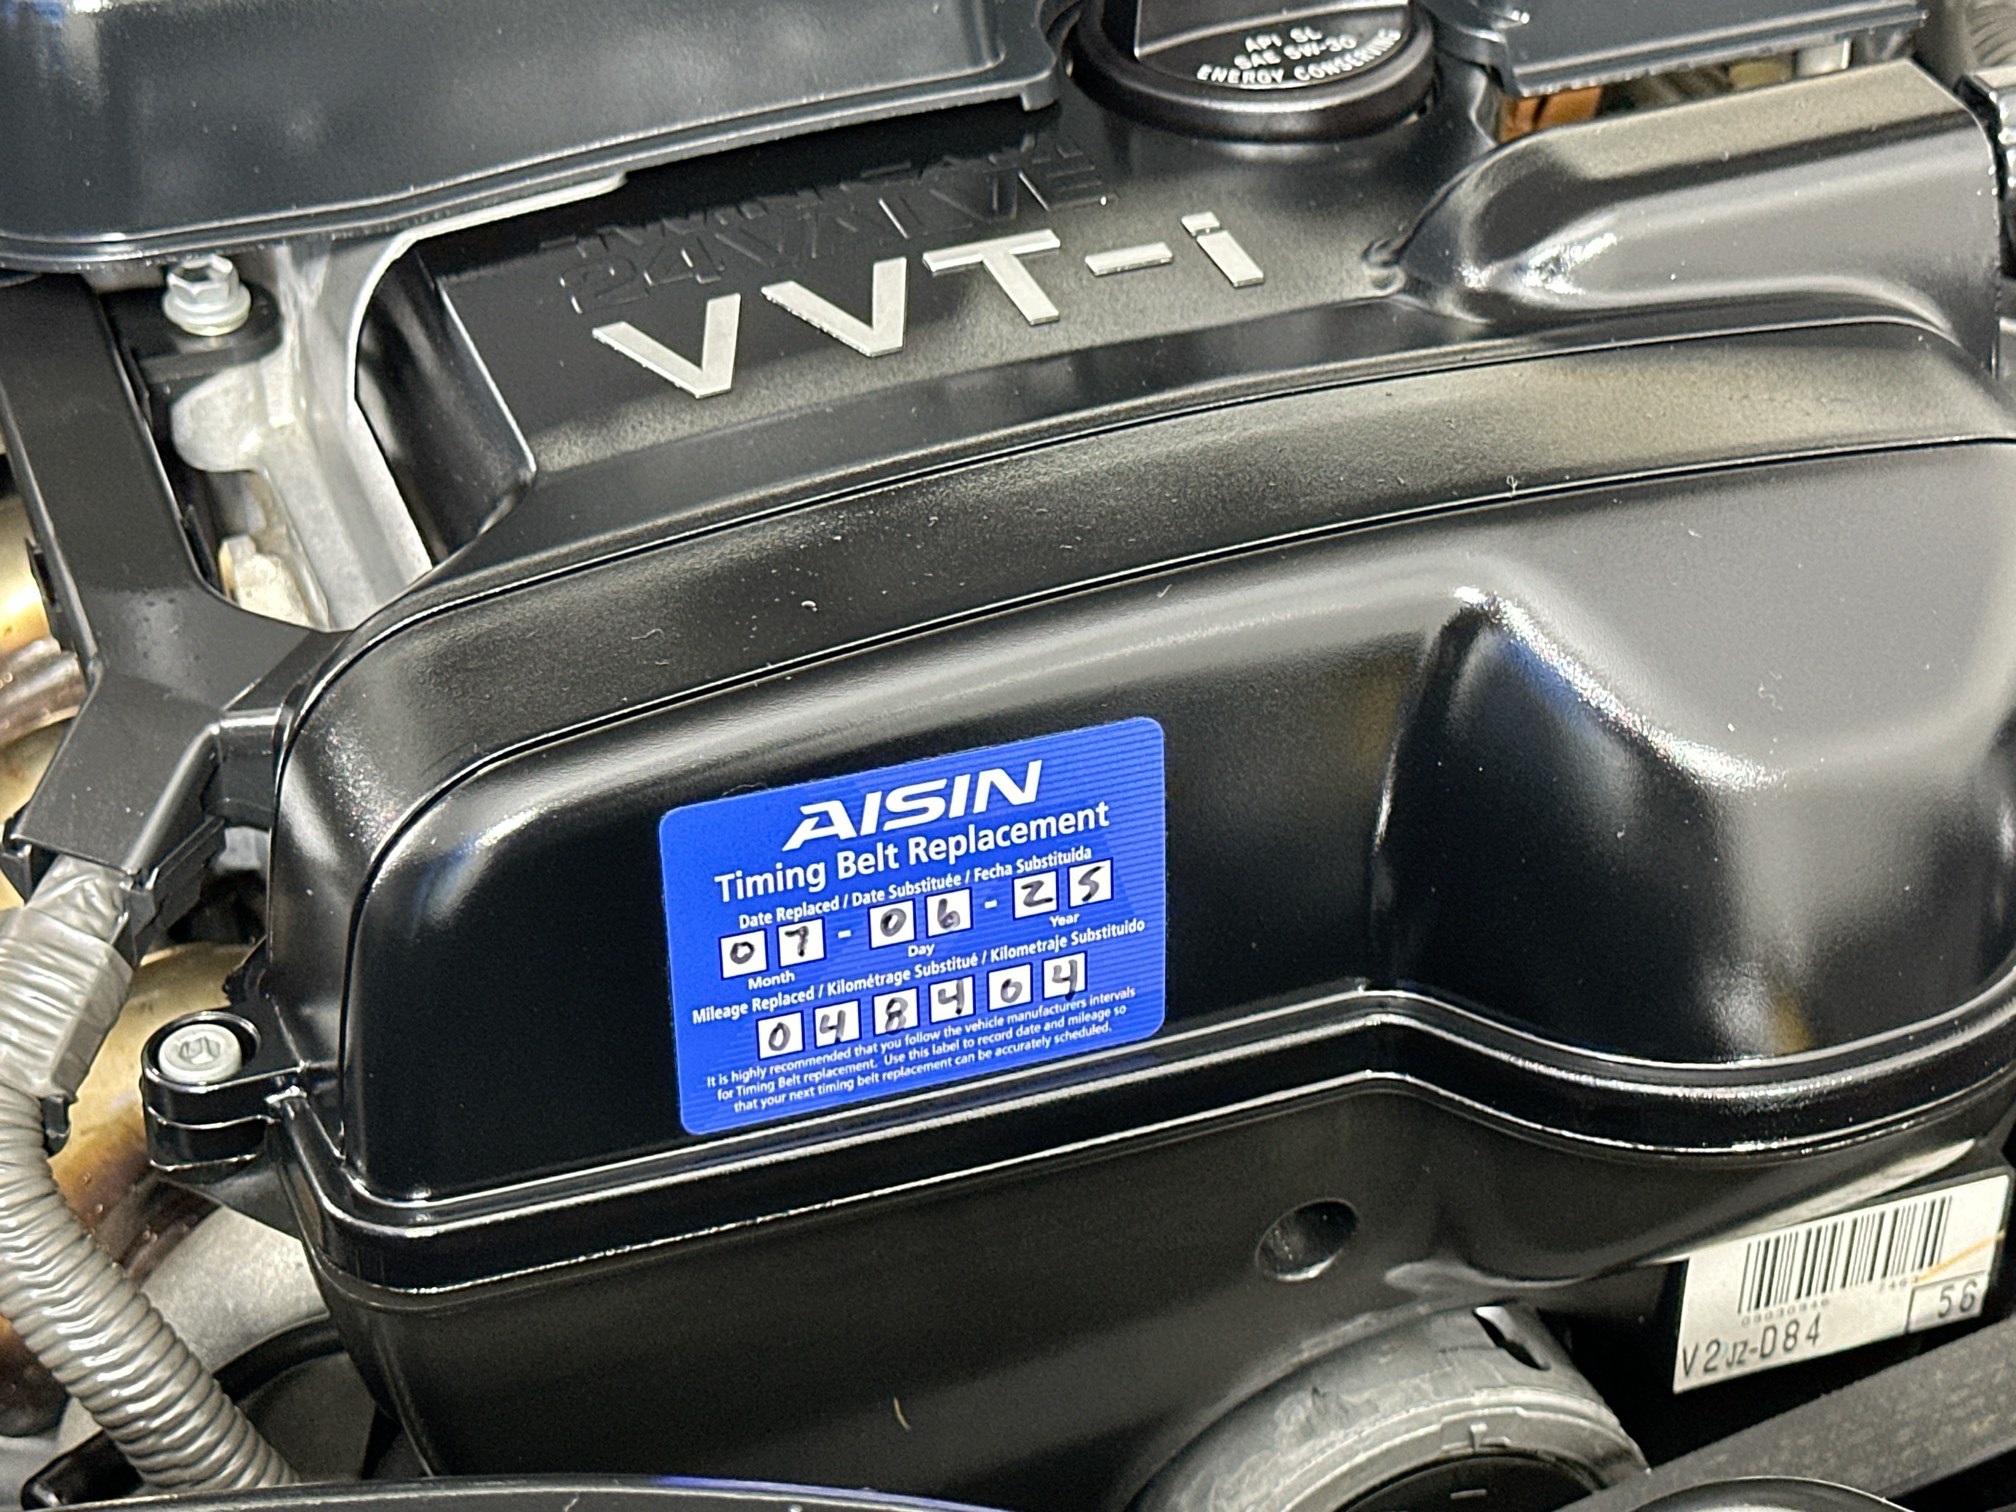 API SL
SAE 5W-30
ENERGY CONSERVING
24 VALVE
VVT-i
AISIN
Timing Belt Replacement
Date Replaced / Date Substituée / Fecha Substituida
07 - 06 - 25
Month Day Year
Mileage Replaced / Kilométrage Substitué / Kilometraje Substituido
048404
It is highly recommended that you follow the vehicle manufacturers intervals
for Timing Belt replacement. Use this label to record date and mileage so
that your next timing belt replacement can be accurately scheduled.
56
V2JZ-D84